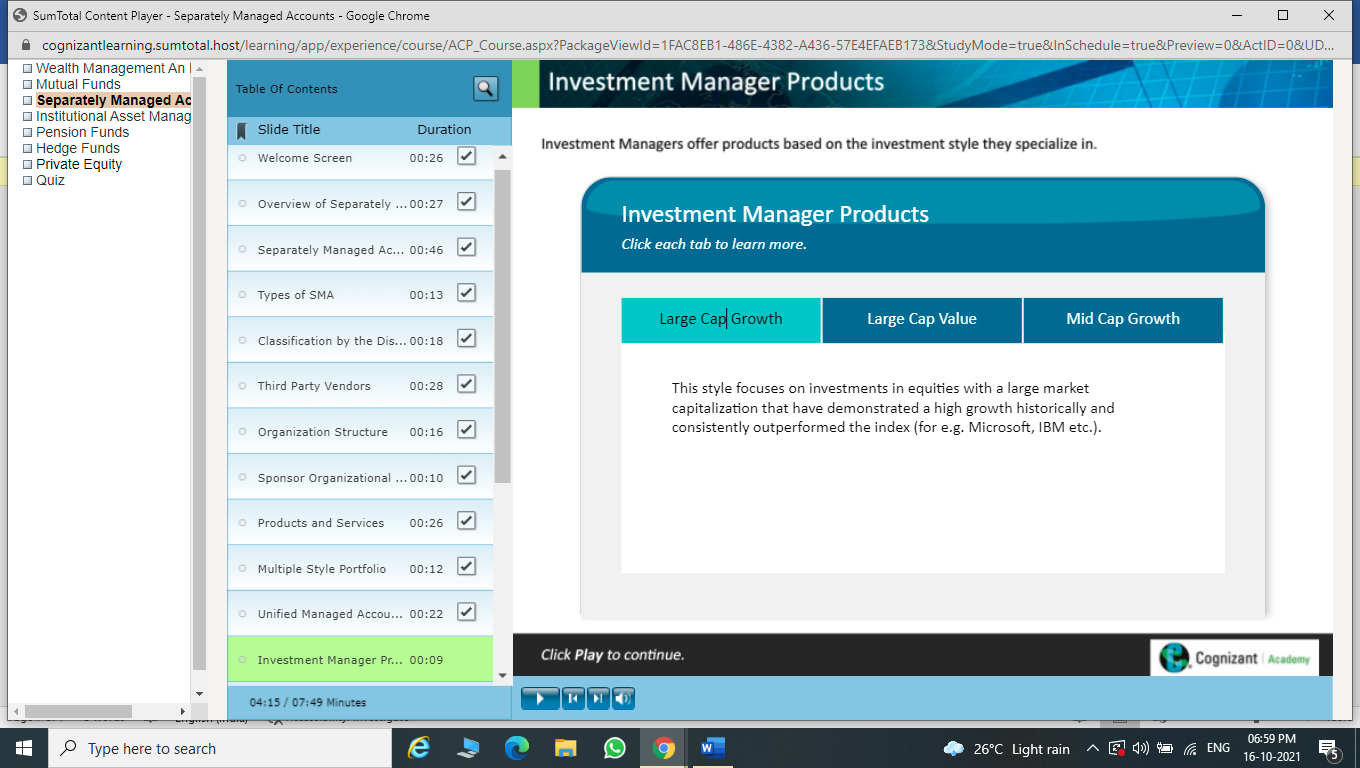 SumTotal Content Player - Separately Managed Accounts - Google Chrome
cognizantlearning.sumtotal.host/learning/app/experience/course/ACP_Course.aspx?PackageViewId=1FAC8EB1-486E-4382-A436-57E4EFAEB173&StudyMode=true&InSchedule=true&Preview=0&ActID=0&UD...
Wealth Management An I
Mutual Funds
Separately Managed Ac
Institutional Asset Manag
Pension Funds
Hedge Funds
Private Equity
Quiz
Table Of Contents
Slide Title Duration
Welcome Screen 00:26
Overview of Separately ... 00:27
Separately Managed Ac... 00:46
Types of SMA 00:13
Classification by the Dis... 00:18
Third Party Vendors 00:28
Organization Structure 00:16
Sponsor Organizational ... 00:10
Products and Services 00:26
Multiple Style Portfolio 00:12
Unified Managed Accou... 00:22
Investment Manager Pr... 00:09
04:15 / 07:49 Minutes
Investment Manager Products
Investment Managers offer products based on the investment style they specialize in.
Investment Manager Products
Click each tab to learn more.
Large Cap Growth Large Cap Value Mid Cap Growth
This style focuses on investments in equities with a large market
capitalization that have demonstrated a high growth historically and
consistently outperformed the index (for e.g. Microsoft, IBM etc.).
Click Play to continue.
Cognizant Academy
Type here to search
26°C Light rain
ENG
06:59 PM
16-10-2021
5